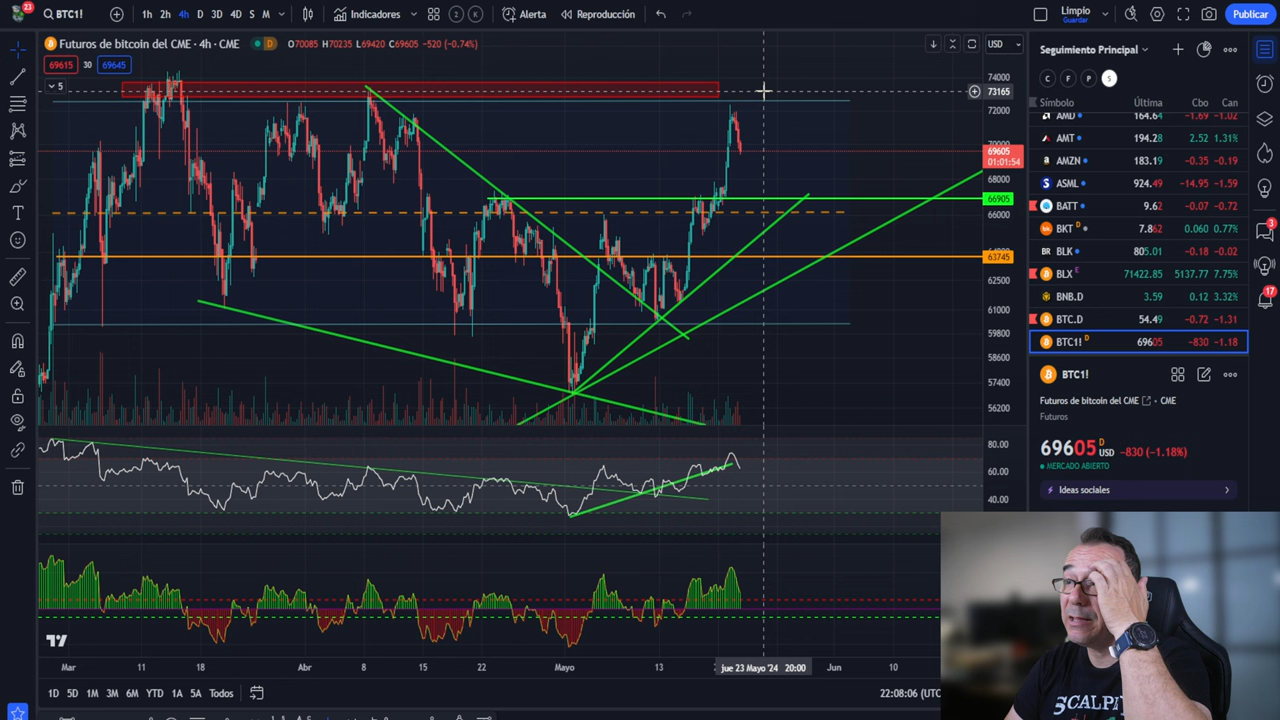 23
BTC1!
1h 2h 4h D 3D 4D S M
Indicadores
2 K
Alerta
Reproducción
Limpio
Guardar
Publicar
Futuros de bitcoin del CME · 4h · CME
D
O70085 H70235 L69420 C69605 −520 (−0.74%)
69615 30 69645
5
USD
74000
73165
72000
70000
69605
01:01:54
68000
66905
66000
63745
61500
59800
58600
57400
56200
80.00
60.00
40.00
Mar 11 18 Abr 8 15 22 Mayo 13
jue 23 Mayo '24 20:00
Jun 10
1D 5D 1M 3M 6M YTD 1A 5A Todos
22:08:06 (UTC
Seguimiento Principal
C F P S
Símbolo Última Cbo Can
AMD 164.64 −1.69 −1.02
AMT 194.28 2.52 1.31%
AMZN 183.19 −0.35 −0.19
ASML 924.49 −14.95 −1.59
BATT 9.62 −0.07 −0.72
BKT D 7.862 0.060 0.77%
BLK 805.01 −0.18 −0.02
BLX E 71422.85 5137.77 7.75%
BNB.D 3.59 0.12 3.32%
BTC.D 54.49 −0.72 −1.31
BTC1! D 69605 −830 −1.18
BTC1!
Futuros de bitcoin del CME · CME
Futuros
69605 D USD −830 (−1.18%)
MERCADO ABIERTO
Ideas sociales
3
17
SCALPA